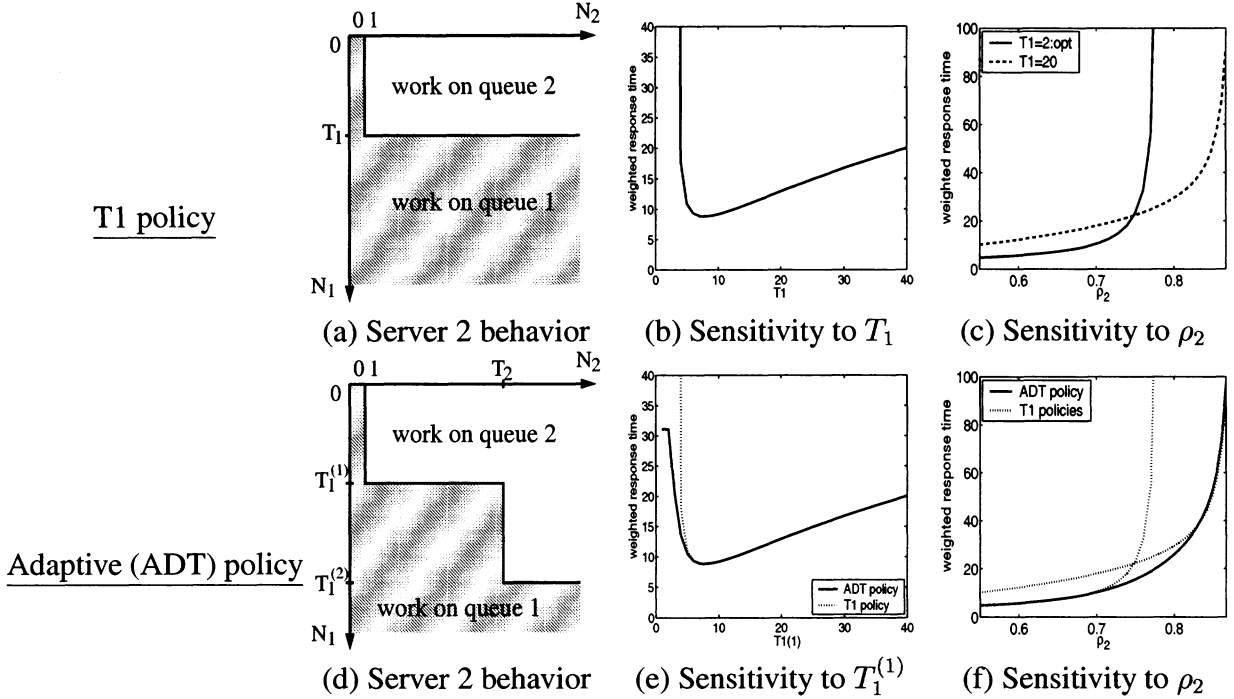 T1 policy
0 1
N2
0
work on queue 2
T1
work on queue 1
N1
(a) Server 2 behavior
weighted response time
40
35
30
25
20
15
10
5
0
0 10 20 30 40
T1
(b) Sensitivity to T1
weighted response time
100
80
60
40
20
0
T1=2:opt
T1=20
0.6 0.7 0.8
ρ2
(c) Sensitivity to ρ2
Adaptive (ADT) policy
0 1
T2
N2
0
work on queue 2
T1(1)
T1(2)
work on queue 1
N1
(d) Server 2 behavior
weighted response time
40
35
30
25
20
15
10
5
0
ADT policy
T1 policy
0 10 20 30 40
T1(1)
(e) Sensitivity to T1(1)
weighted response time
100
80
60
40
20
0
ADT policy
T1 policies
0.6 0.7 0.8
ρ2
(f) Sensitivity to ρ2